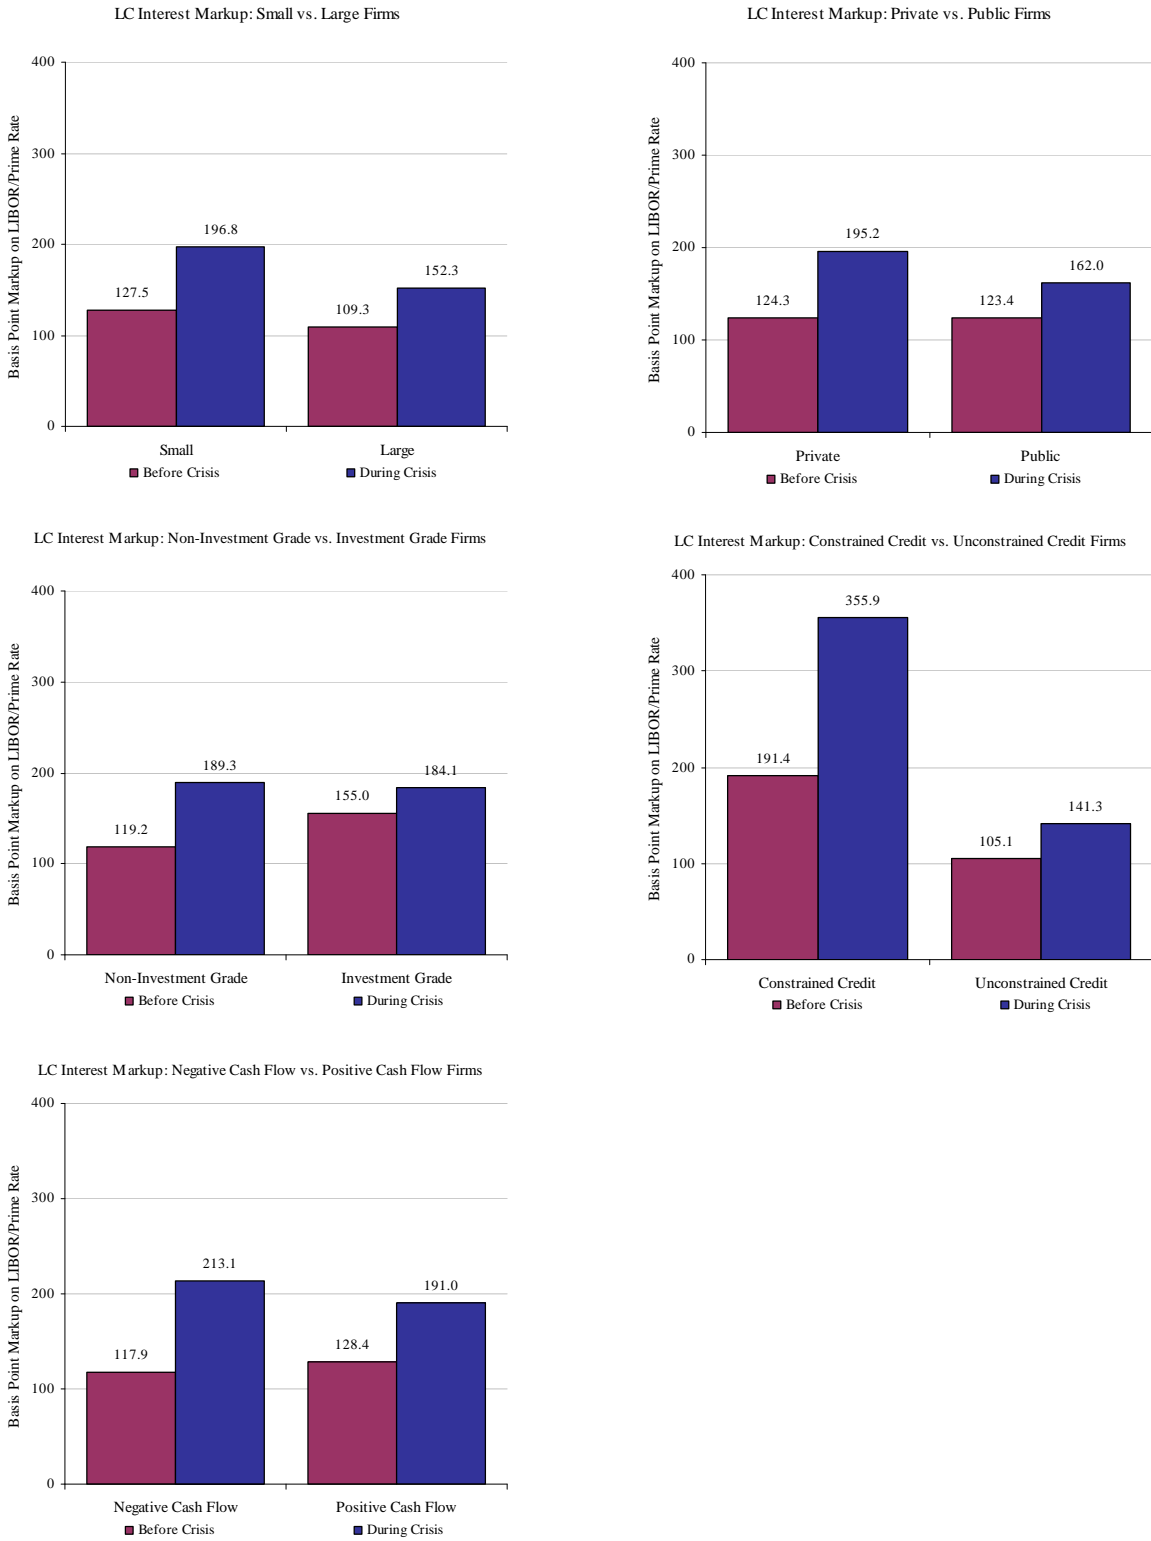 LC Interest Markup: Small vs. Large Firms
Basis Point Markup on LIBOR/Prime Rate
400
300
200
100
0
127.5
196.8
109.3
152.3
Small
Large
Before Crisis
During Crisis
LC Interest Markup: Private vs. Public Firms
Basis Point Markup on LIBOR/Prime Rate
400
300
200
100
0
124.3
195.2
123.4
162.0
Private
Public
Before Crisis
During Crisis
LC Interest Markup: Non-Investment Grade vs. Investment Grade Firms
Basis Point Markup on LIBOR/Prime Rate
400
300
200
100
0
119.2
189.3
155.0
184.1
Non-Investment Grade
Investment Grade
Before Crisis
During Crisis
LC Interest Markup: Constrained Credit vs. Unconstrained Credit Firms
Basis Point Markup on LIBOR/Prime Rate
400
300
200
100
0
191.4
355.9
105.1
141.3
Constrained Credit
Unconstrained Credit
Before Crisis
During Crisis
LC Interest Markup: Negative Cash Flow vs. Positive Cash Flow Firms
Basis Point Markup on LIBOR/Prime Rate
400
300
200
100
0
117.9
213.1
128.4
191.0
Negative Cash Flow
Positive Cash Flow
Before Crisis
During Crisis